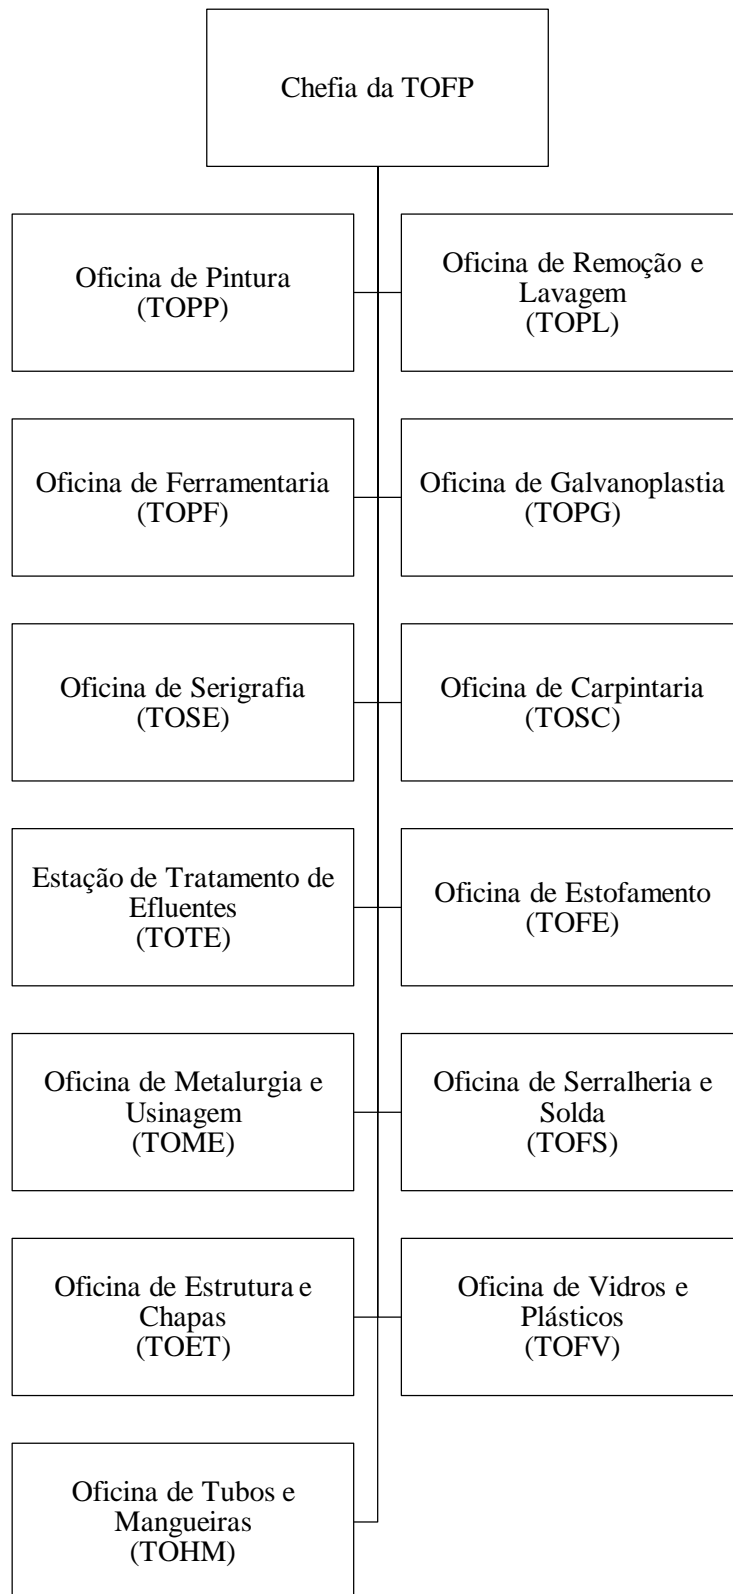 Chefia da TOFP
Oficina de Pintura
(TOPP)
Oficina de Remoção e
Lavagem
(TOPL)
Oficina de Ferramentaria
(TOPF)
Oficina de Galvanoplastia
(TOPG)
Oficina de Serigrafia
(TOSE)
Oficina de Carpintaria
(TOSC)
Estação de Tratamento de
Efluentes
(TOTE)
Oficina de Estofamento
(TOFE)
Oficina de Metalurgia e
Usinagem
(TOME)
Oficina de Serralheria e
Solda
(TOFS)
Oficina de Estrutura e
Chapas
(TOET)
Oficina de Vidros e
Plásticos
(TOFV)
Oficina de Tubos e
Mangueiras
(TOHM)